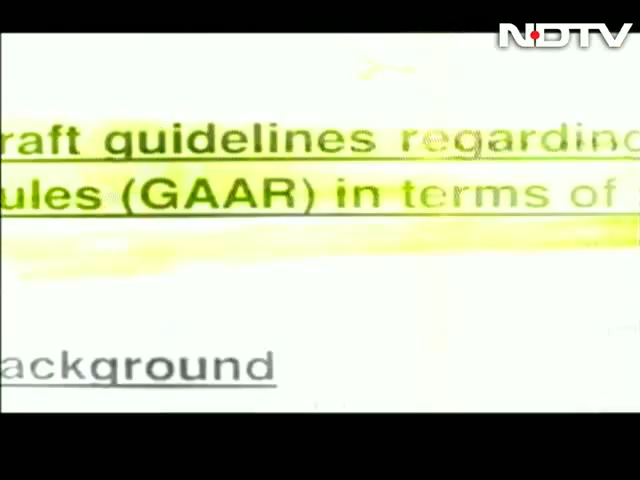 NDTV
raft guidelines regarding
ules (GAAR) in terms of
ackground